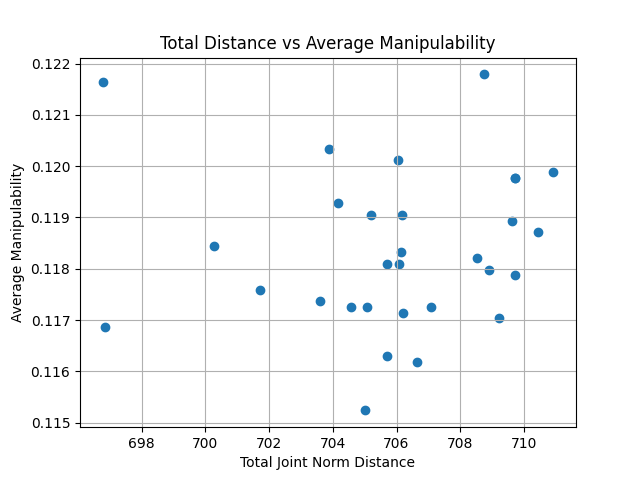 Total Distance vs Average Manipulability
0.122
0.121
0.120
0.119
0.118
0.117
0.116
0.115
Average Manipulability
698 700 702 704 706 708 710
Total Joint Norm Distance